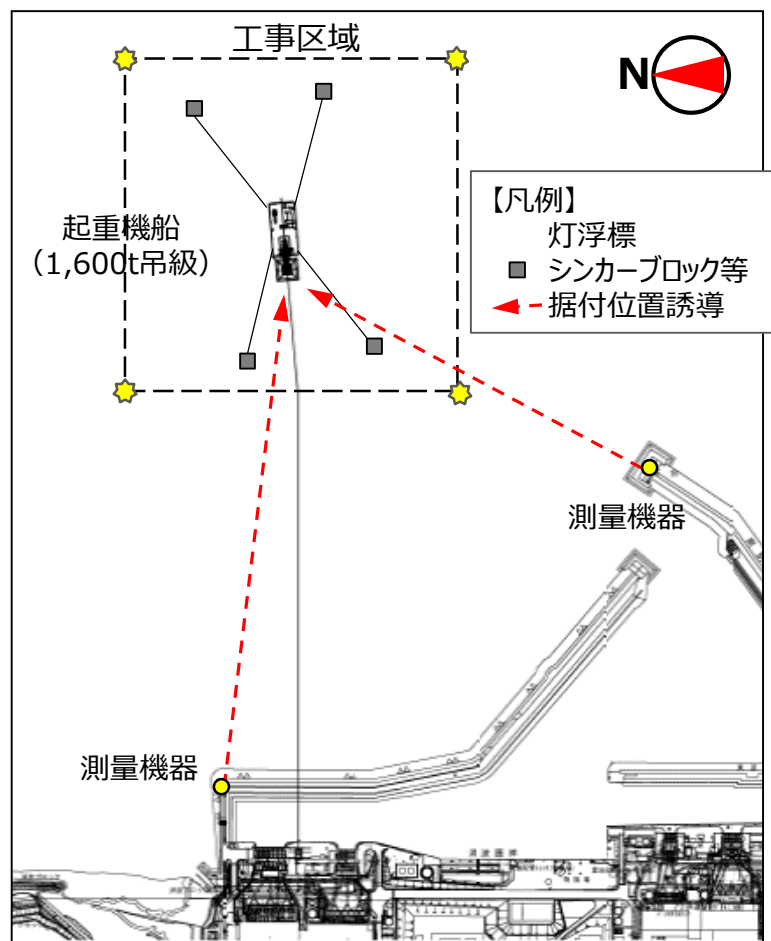 工事区域
N
起重機船
（1,600t吊級）
【凡例】
灯浮標
シンカーブロック等
据付位置誘導
測量機器
測量機器